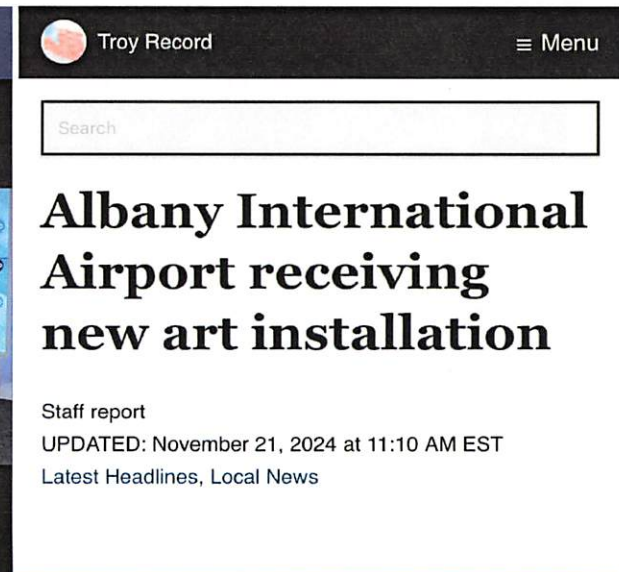 Troy Record
≡ Menu
Search
Albany International
Airport receiving
new art installation
Staff report
UPDATED: November 21, 2024 at 11:10 AM EST
Latest Headlines, Local News